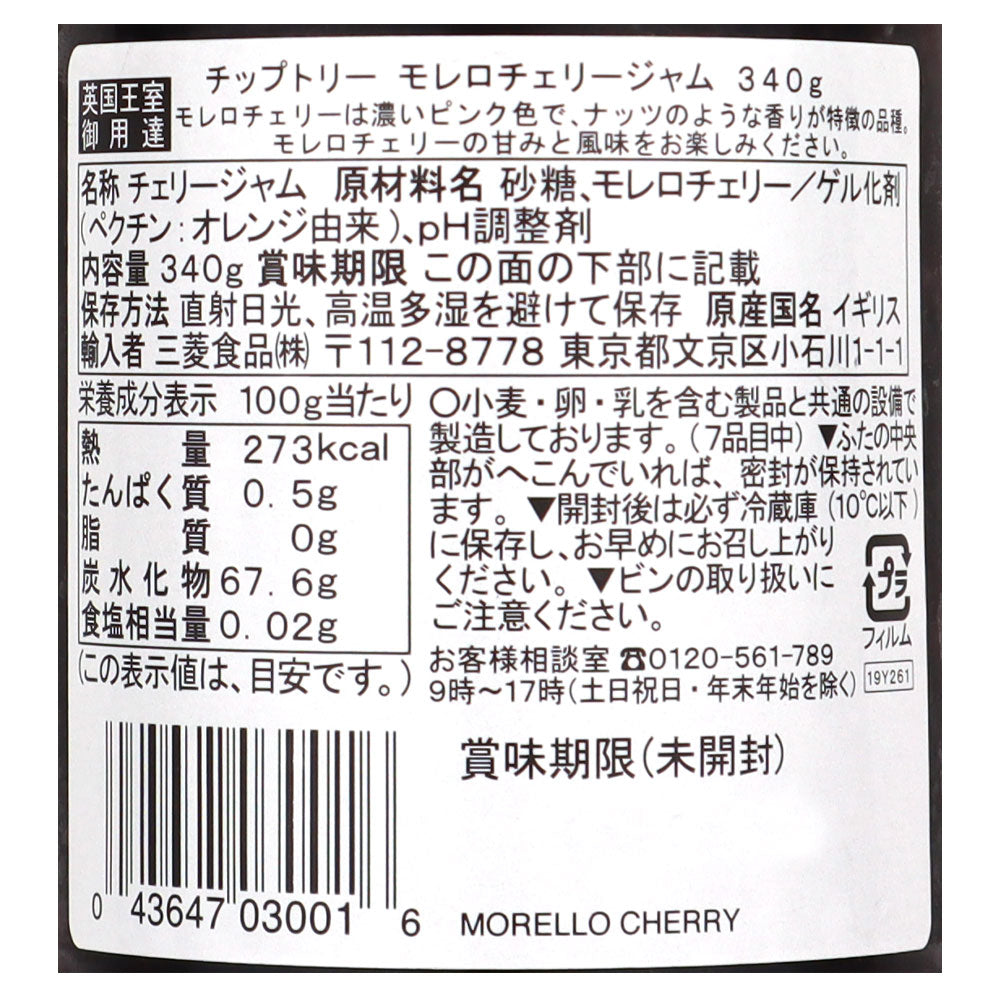 英国王室
御用達
チップトリー モレロチェリージャム 340g
モレロチェリーは濃いピンク色で、ナッツのような香りが特徴の品種。
モレロチェリーの甘みと風味をお楽しみください。
名称 チェリージャム 原材料名 砂糖、モレロチェリー／ゲル化剤
(ペクチン:オレンジ由来)、pH調整剤
内容量 340g 賞味期限 この面の下部に記載
保存方法 直射日光、高温多湿を避けて保存 原産国名 イギリス
輸入者 三菱食品㈱ 〒112-8778 東京都文京区小石川1-1-1
栄養成分表示 100g当たり
熱量 273kcal
たんぱく質 0.5g
脂質 0g
炭水化物 67.6g
食塩相当量 0.02g
(この表示値は、目安です。)
〇小麦・卵・乳を含む製品と共通の設備で
製造しております。(7品目中) ▼ふたの中央
部がへこんでいれば、密封が保持されてい
ます。▼開封後は必ず冷蔵庫(10℃以下)
に保存し、お早めにお召し上がり
ください。▼ビンの取り扱いに
ご注意ください。
プラ
フィルム
お客様相談室 ☎0120-561-789
9時～17時(土日祝日・年末年始を除く)
19Y261
賞味期限(未開封)
0 43647 03001 6
MORELLO CHERRY